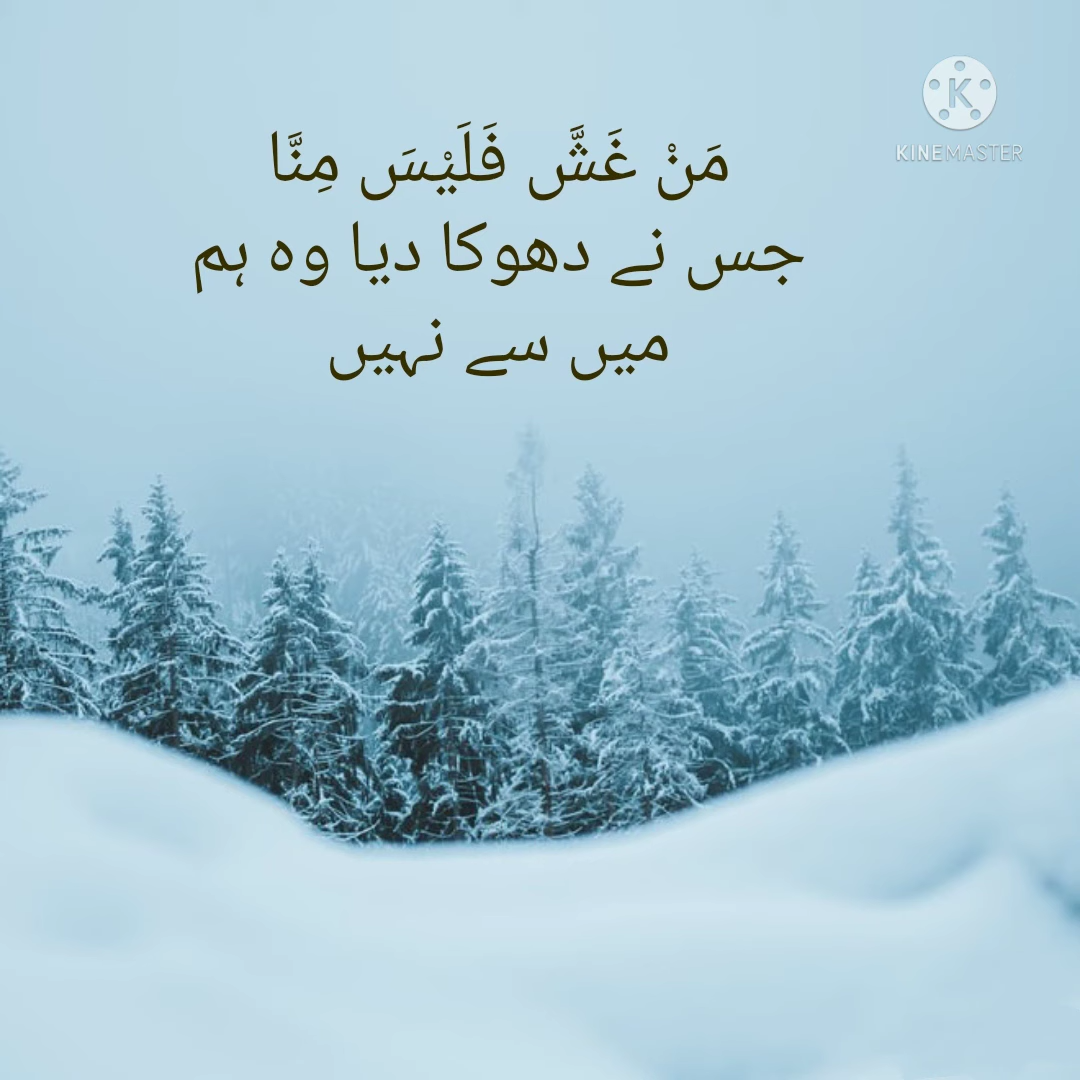 مَنْ غَشَّ فَلَيْسَ مِنَّا
جس نے دھوکا دیا وہ ہم
میں سے نہیں
K
KINEMASTER